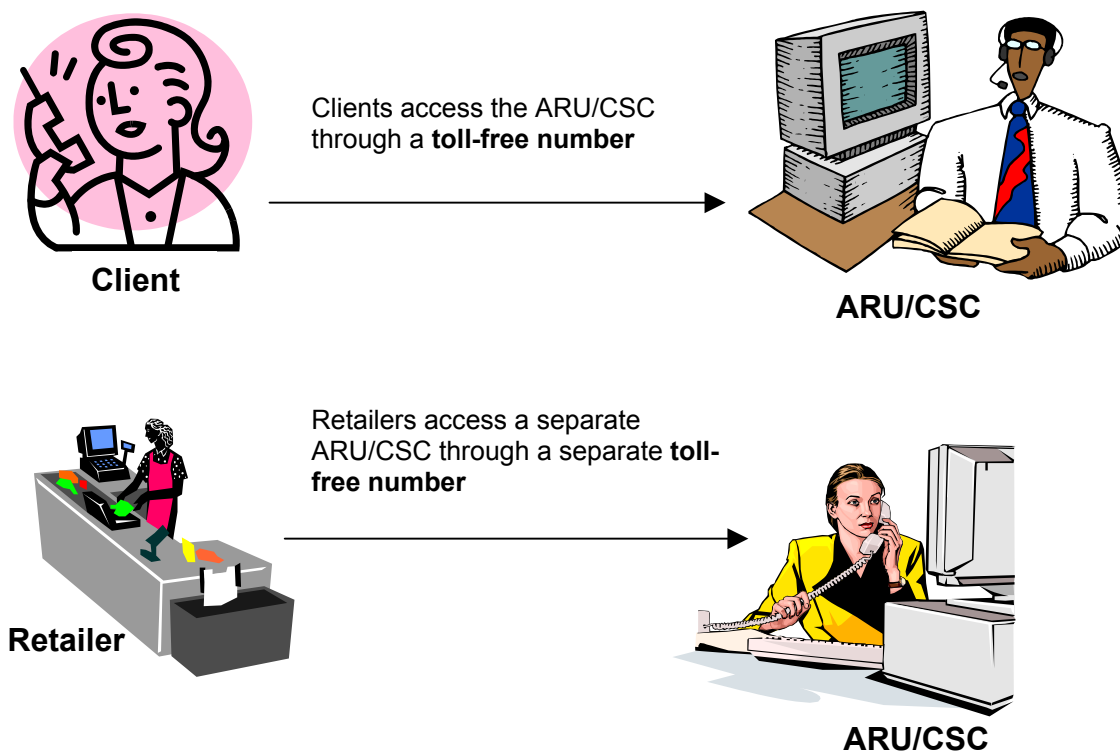 Clients access the ARU/CSC
through a toll-free number
Client
ARU/CSC
Retailers access a separate
ARU/CSC through a separate toll-
free number
Retailer
ARU/CSC